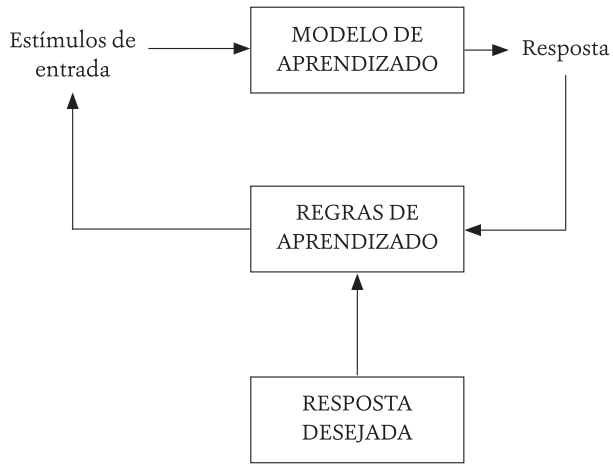 Estímulos de
entrada
MODELO DE
APRENDIZADO
Resposta
REGRAS DE
APRENDIZADO
RESPOSTA
DESEJADA